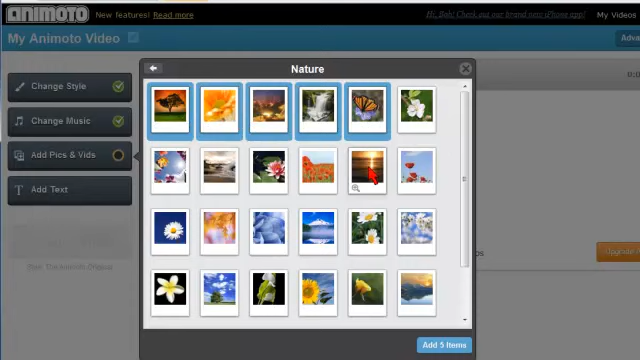 ANIMOTO New features! Read more Hi, Bob! Check out our brand new iPhone app! My Videos
My Animoto Video
Nature
Change Style
Change Music
Add Pics & Vids
T Add Text
Upgrade
Add 5 Items